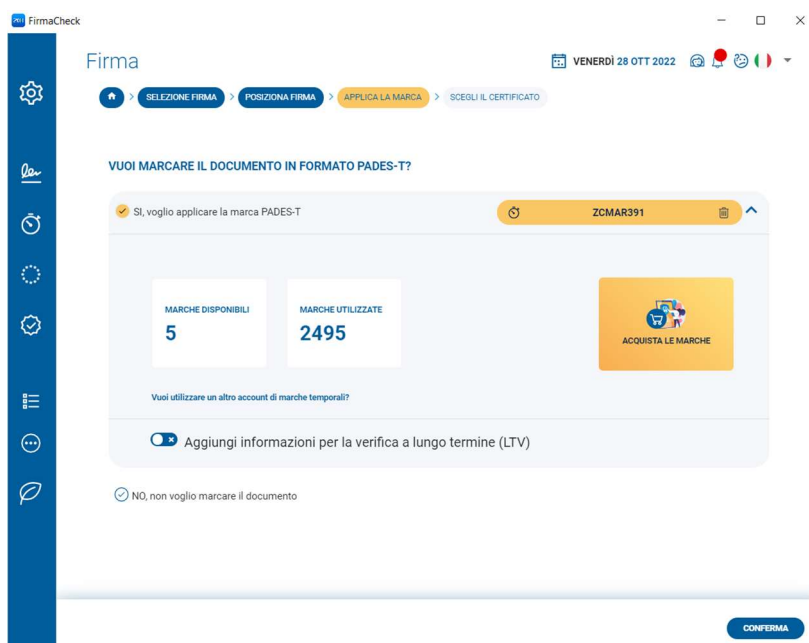 FirmaCheck
Firma
VENERDÌ 28 OTT 2022
SELEZIONE FIRMA > POSIZIONA FIRMA > APPLICA LA MARCA > SCEGLI IL CERTIFICATO
VUOI MARCARE IL DOCUMENTO IN FORMATO PADES-T?
SI, voglio applicare la marca PADES-T
ZCMAR391
MARCHE DISPONIBILI
5
MARCHE UTILIZZATE
2495
ACQUISTA LE MARCHE
Vuoi utilizzare un altro account di marche temporali?
Aggiungi informazioni per la verifica a lungo termine (LTV)
NO, non voglio marcare il documento
CONFERMA